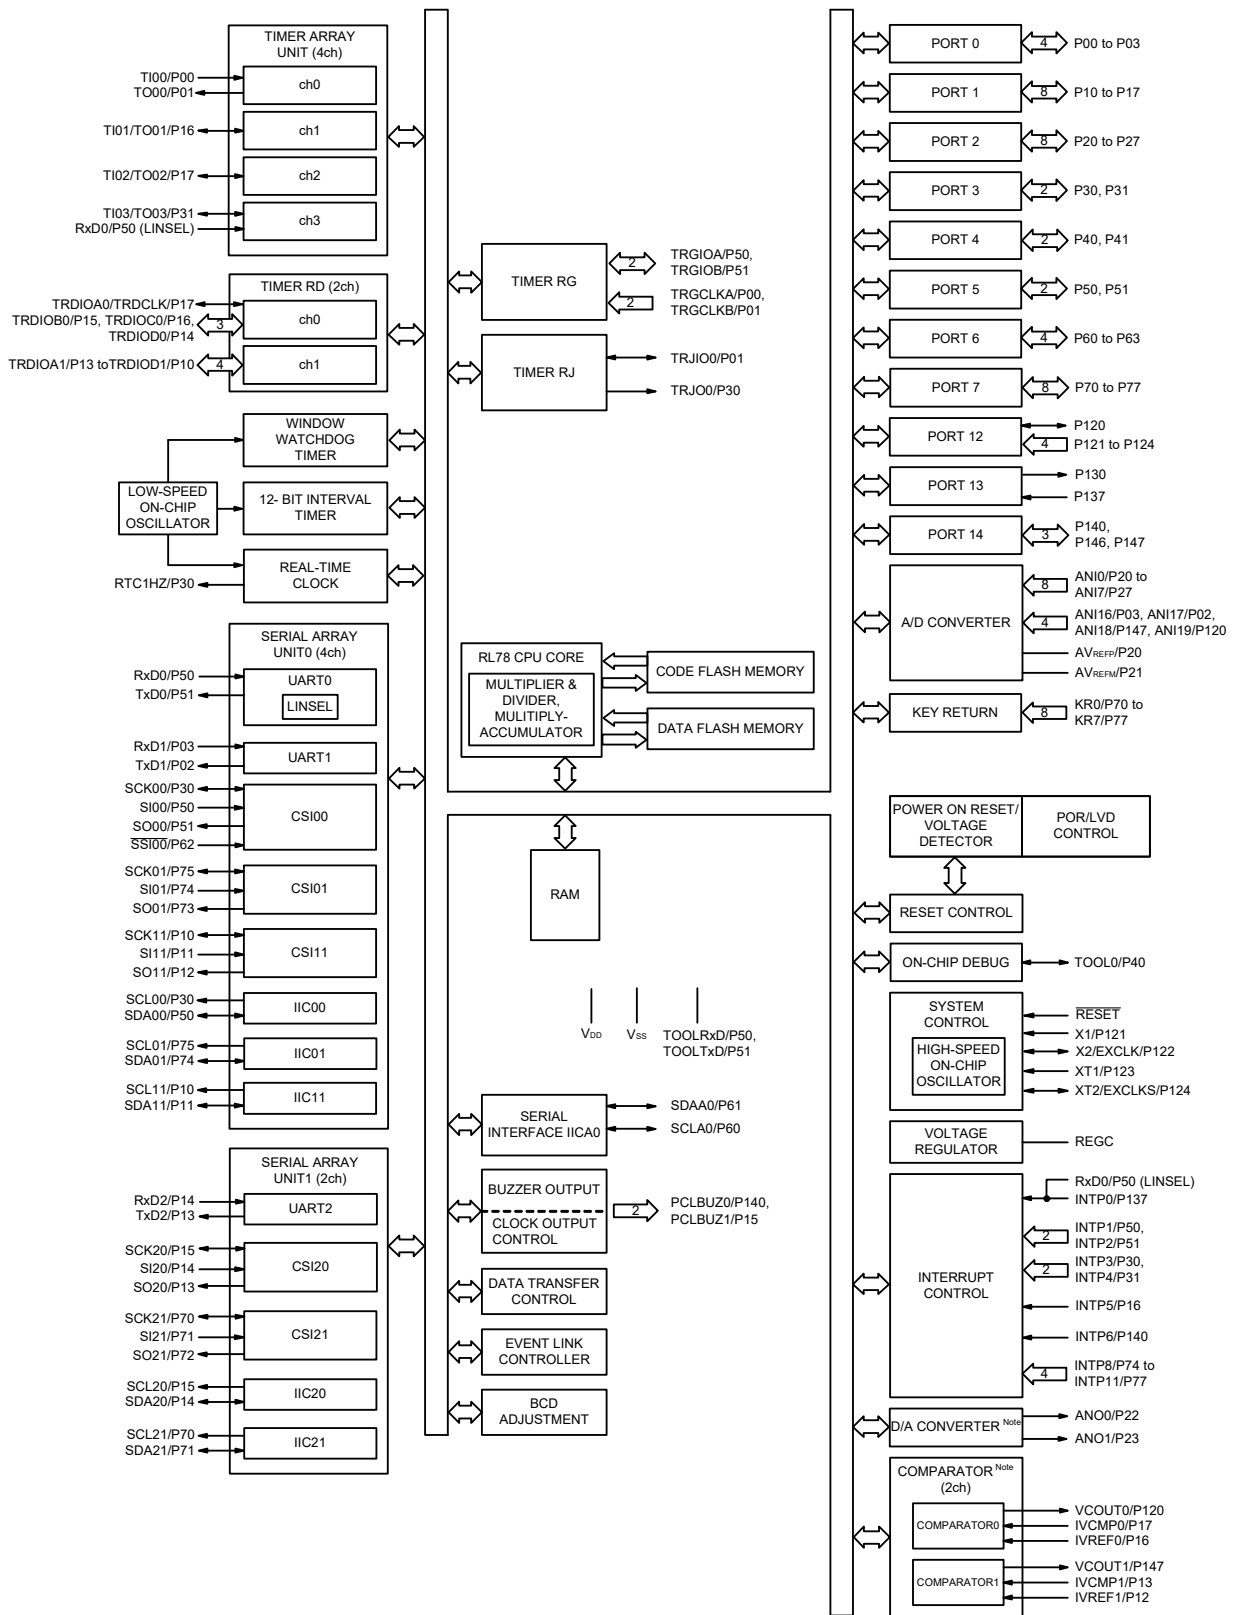 TIMER ARRAY
UNIT (4ch)
TI00/P00
TO00/P01
ch0
TI01/TO01/P16
ch1
TI02/TO02/P17
ch2
TI03/TO03/P31
RxD0/P50 (LINSEL)
ch3
TIMER RD (2ch)
TRDIOA0/TRDCLK/P17
TRDIOB0/P15, TRDIOC0/P16,
TRDIOD0/P14
3
ch0
TRDIOA1/P13 toTRDIOD1/P10
4
ch1
WINDOW
WATCHDOG
TIMER
LOW-SPEED
ON-CHIP
OSCILLATOR
12- BIT INTERVAL
TIMER
RTC1HZ/P30
REAL-TIME
CLOCK
SERIAL ARRAY
UNIT0 (4ch)
RxD0/P50
TxD0/P51
UART0
LINSEL
RxD1/P03
TxD1/P02
UART1
SCK00/P30
SI00/P50
SO00/P51
SSI00/P62
CSI00
SCK01/P75
SI01/P74
SO01/P73
CSI01
SCK11/P10
SI11/P11
SO11/P12
CSI11
SCL00/P30
SDA00/P50
IIC00
SCL01/P75
SDA01/P74
IIC01
SCL11/P10
SDA11/P11
IIC11
SERIAL ARRAY
UNIT1 (2ch)
RxD2/P14
TxD2/P13
UART2
SCK20/P15
SI20/P14
SO20/P13
CSI20
SCK21/P70
SI21/P71
SO21/P72
CSI21
SCL20/P15
SDA20/P14
IIC20
SCL21/P70
SDA21/P71
IIC21
TIMER RG
2
TRGIOA/P50,
TRGIOB/P51
2
TRGCLKA/P00,
TRGCLKB/P01
TIMER RJ
TRJIO0/P01
TRJO0/P30
RL78 CPU CORE
MULTIPLIER &
DIVIDER,
MULITIPLY-
ACCUMULATOR
CODE FLASH MEMORY
DATA FLASH MEMORY
RAM
VDD
VSS
TOOLRxD/P50,
TOOLTxD/P51
SERIAL
INTERFACE IICA0
SDAA0/P61
SCLA0/P60
BUZZER OUTPUT
CLOCK OUTPUT
CONTROL
2
PCLBUZ0/P140,
PCLBUZ1/P15
DATA TRANSFER
CONTROL
EVENT LINK
CONTROLLER
BCD
ADJUSTMENT
PORT 0
4
P00 to P03
PORT 1
8
P10 to P17
PORT 2
8
P20 to P27
PORT 3
2
P30, P31
PORT 4
2
P40, P41
PORT 5
2
P50, P51
PORT 6
4
P60 to P63
PORT 7
8
P70 to P77
PORT 12
P120
4
P121 to P124
PORT 13
P130
P137
PORT 14
3
P140,
P146, P147
A/D CONVERTER
8
ANI0/P20 to
ANI7/P27
4
ANI16/P03, ANI17/P02,
ANI18/P147, ANI19/P120
AVREFP/P20
AVREFM/P21
KEY RETURN
8
KR0/P70 to
KR7/P77
POWER ON RESET/
VOLTAGE
DETECTOR
POR/LVD
CONTROL
RESET CONTROL
ON-CHIP DEBUG
TOOL0/P40
SYSTEM
CONTROL
HIGH-SPEED
ON-CHIP
OSCILLATOR
RESET
X1/P121
X2/EXCLK/P122
XT1/P123
XT2/EXCLKS/P124
VOLTAGE
REGULATOR
REGC
INTERRUPT
CONTROL
RxD0/P50 (LINSEL)
INTP0/P137
2
INTP1/P50,
INTP2/P51
2
INTP3/P30,
INTP4/P31
INTP5/P16
INTP6/P140
4
INTP8/P74 to
INTP11/P77
D/A CONVERTER Note
ANO0/P22
ANO1/P23
COMPARATOR Note
(2ch)
COMPARATOR0
VCOUT0/P120
IVCMP0/P17
IVREF0/P16
COMPARATOR1
VCOUT1/P147
IVCMP1/P13
IVREF1/P12